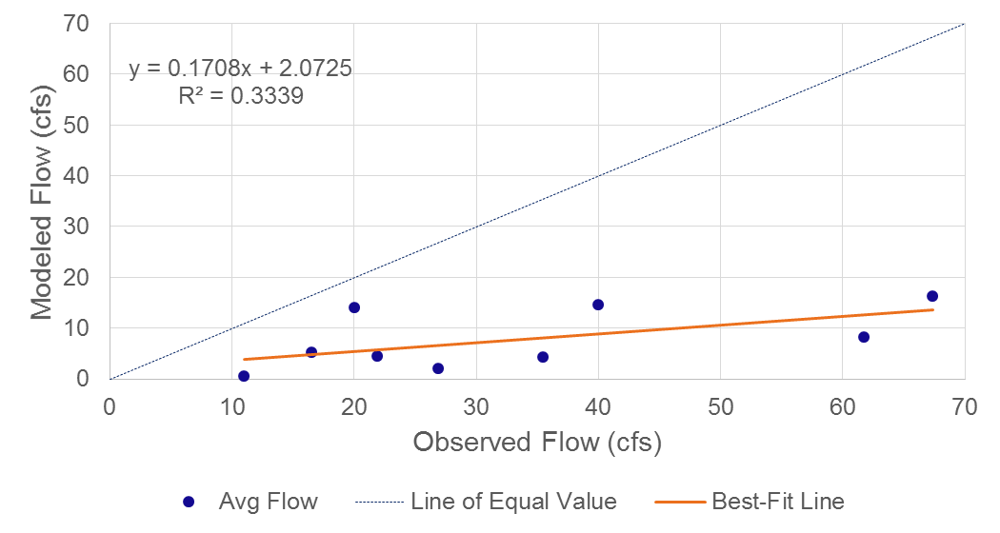 y = 0.1708x + 2.0725
R² = 0.3339
Modeled Flow (cfs)
70
60
50
40
30
20
10
0
0 10 20 30 40 50 60 70
Observed Flow (cfs)
Avg Flow Line of Equal Value Best-Fit Line